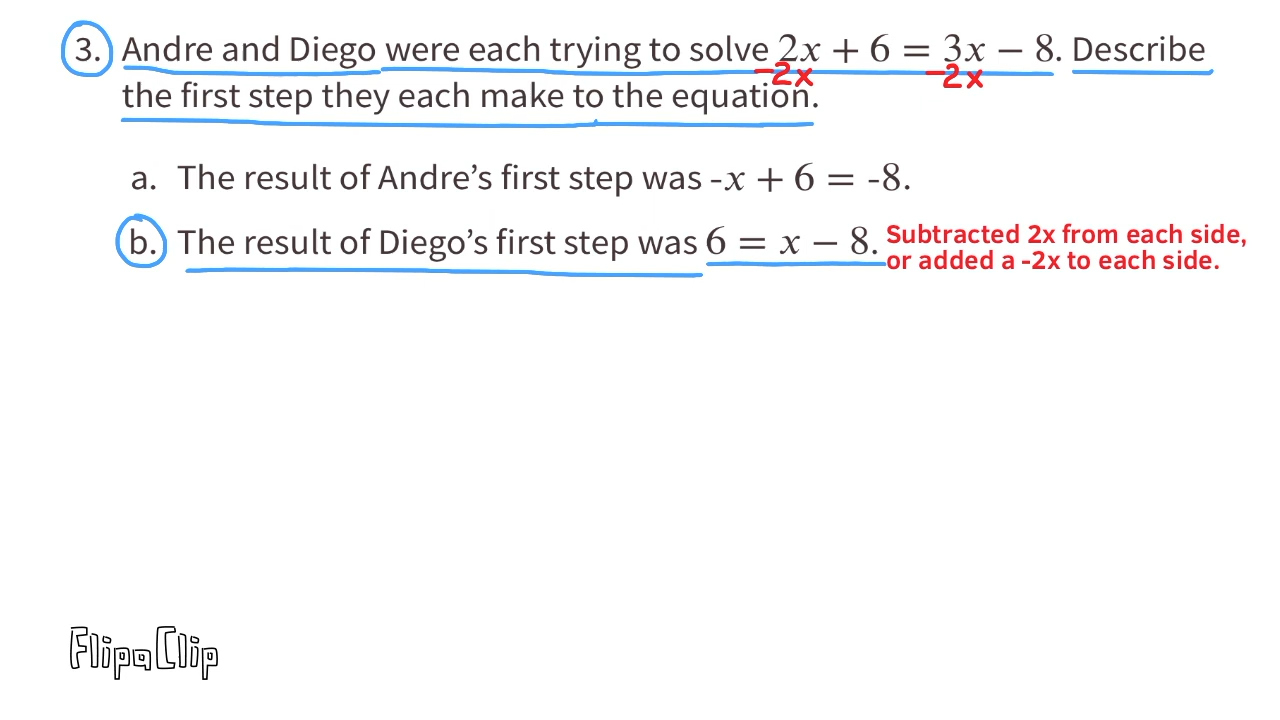 3. Andre and Diego were each trying to solve 2x + 6 = 3x − 8. Describe
-2x -2x
the first step they each make to the equation.
a. The result of Andre’s first step was -x + 6 = -8.
b. The result of Diego’s first step was 6 = x − 8. Subtracted 2x from each side,
or added a -2x to each side.
FlipaClip